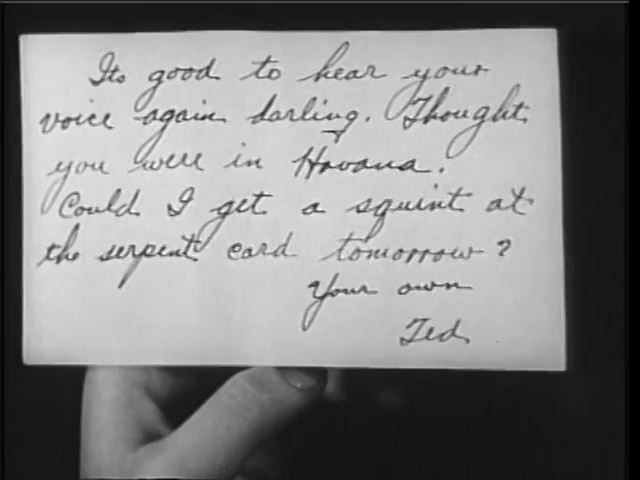 Its good to hear your
voice again darling. Thought
you were in Havana.
Could I get a squint at
the serpent card tomorrow?
Your own
Ted.